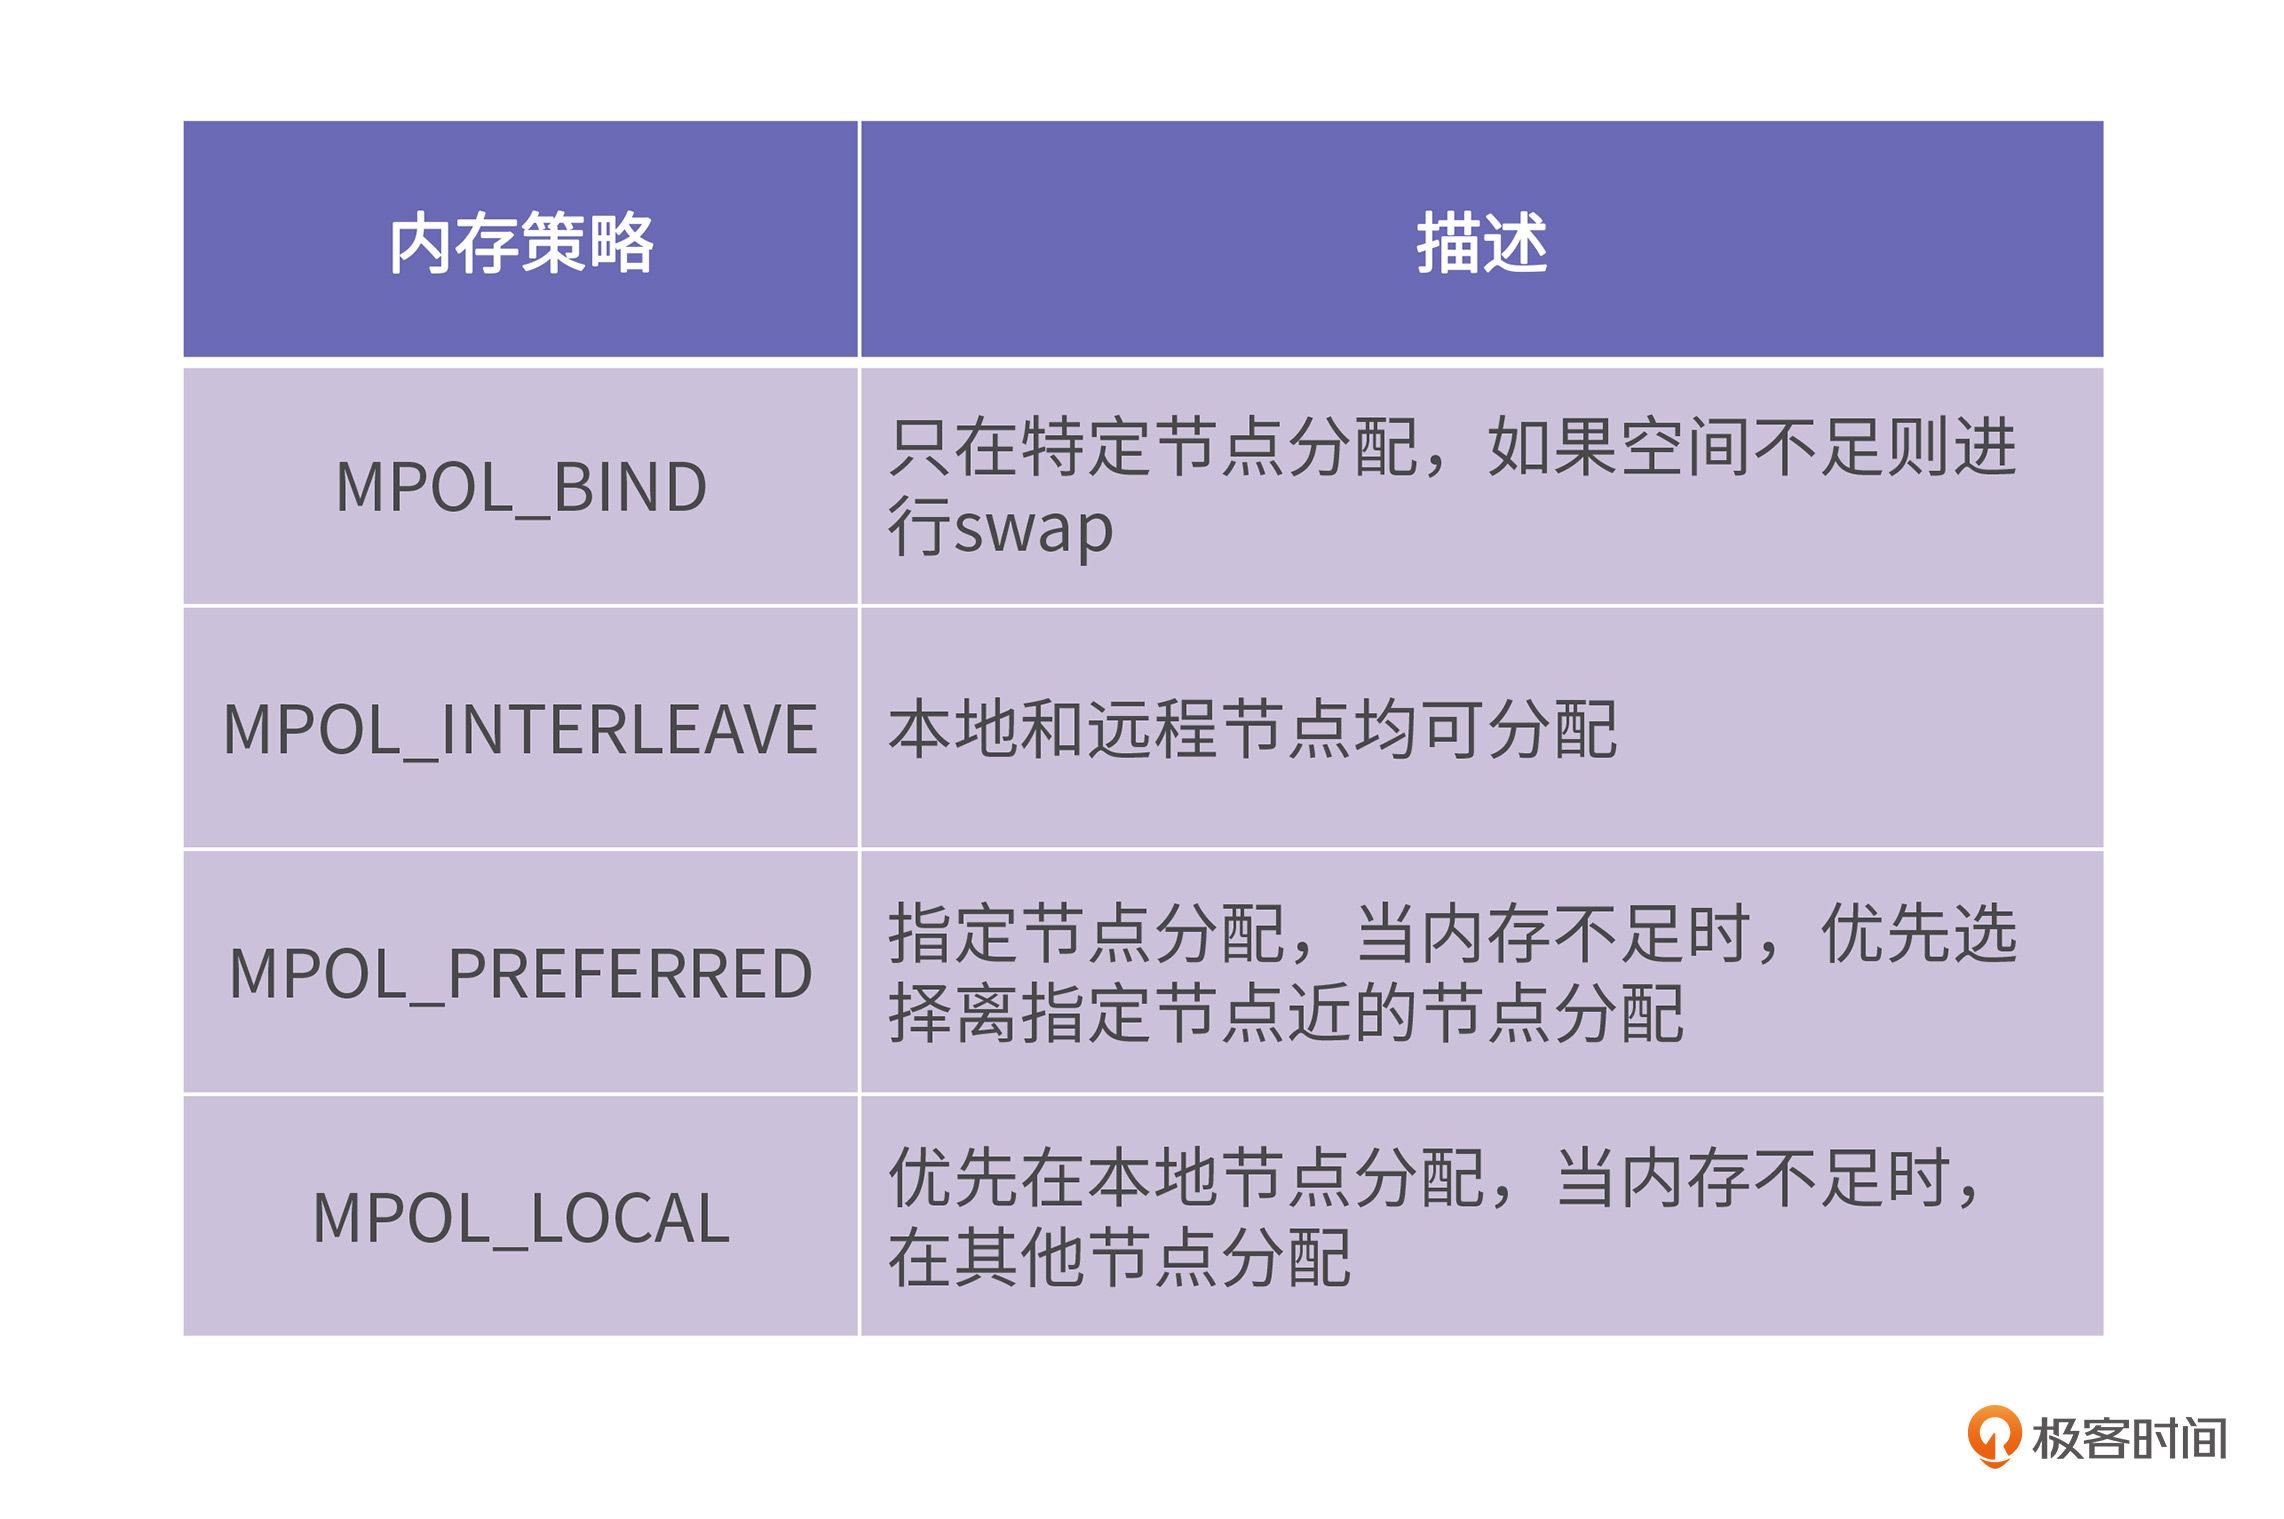 内存策略
描述
MPOL_BIND
只在特定节点分配，如果空间不足则进
行swap
MPOL_INTERLEAVE
本地和远程节点均可分配
MPOL_PREFERRED
指定节点分配，当内存不足时，优先选
择离指定节点近的节点分配
MPOL_LOCAL
优先在本地节点分配，当内存不足时，
在其他节点分配
极客时间